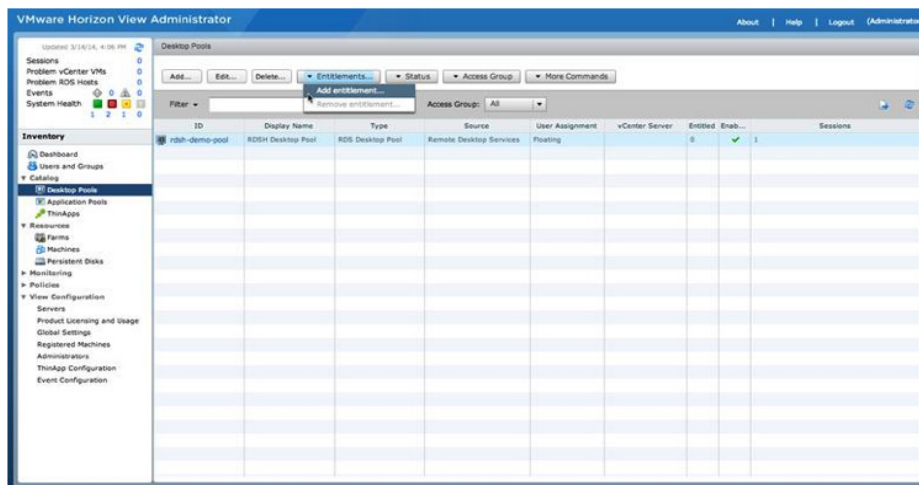 VMware Horizon View Administrator
About | Help | Logout (Administrator
Updated 3/14/14, 4:06 PM
Sessions 0
Problem vCenter VMs 0
Problem RDS Hosts 0
Events 0 0
System Health
1 2 1 0
Inventory
Dashboard
Users and Groups
Catalog
Desktop Pools
Application Pools
ThinApps
Resources
Farms
Machines
Persistent Disks
Monitoring
Policies
View Configuration
Servers
Product Licensing and Usage
Global Settings
Registered Machines
Administrators
ThinApp Configuration
Event Configuration
Desktop Pools
Add... Edit... Delete... Entitlements... Status Access Group More Commands
Add entitlement...
Remove entitlement...
Filter Access Group: All
ID Display Name Type Source User Assignment vCenter Server Entitled Enab... Sessions
rdsh-demo-pool RDSH Desktop Pool RDS Desktop Pool Remote Desktop Services Floating 0 1